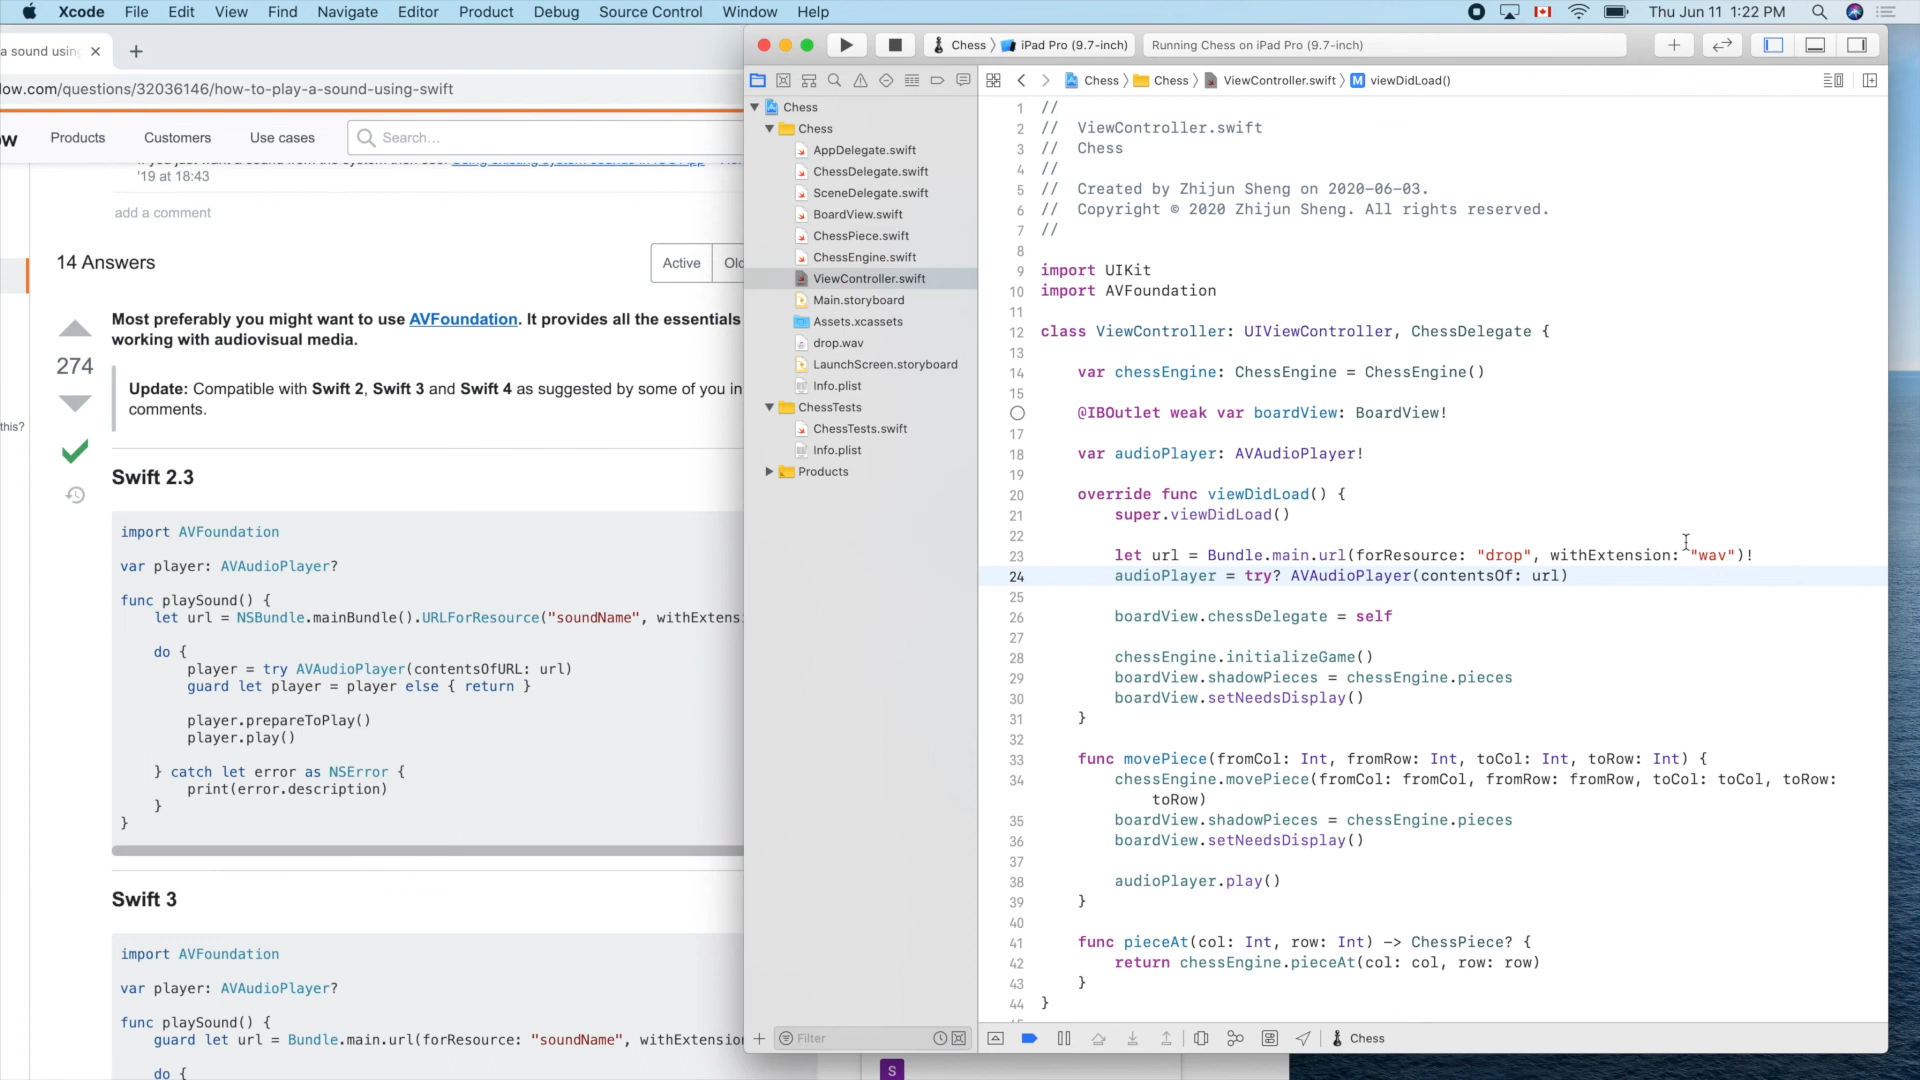 Xcode File Edit View Find Navigate Editor Product Debug Source Control Window Help Thu Jun 11 1:22 PM
a sound using
low.com/questions/32036146/how-to-play-a-sound-using-swift
ow Products Customers Use cases Search...
'19 at 18:43
add a comment
14 Answers
Active
274
Most preferably you might want to use AVFoundation. It provides all the essentials
working with audiovisual media.
Update: Compatible with Swift 2, Swift 3 and Swift 4 as suggested by some of you in
comments.
this?
Swift 2.3
import AVFoundation
var player: AVAudioPlayer?
func playSound() {
let url = NSBundle.mainBundle().URLForResource("soundName", withExtens
do {
player = try AVAudioPlayer(contentsOfURL: url)
guard let player = player else { return }
player.prepareToPlay()
player.play()
} catch let error as NSError {
print(error.description)
}
}
Swift 3
import AVFoundation
var player: AVAudioPlayer?
func playSound() {
guard let url = Bundle.main.url(forResource: "soundName", withExtension
do {
S
Chess iPad Pro (9.7-inch) Running Chess on iPad Pro (9.7-inch)
Chess Chess ViewController.swift M viewDidLoad()
Chess
Chess
AppDelegate.swift
ChessDelegate.swift
SceneDelegate.swift
BoardView.swift
ChessPiece.swift
ChessEngine.swift
ViewController.swift
Main.storyboard
Assets.xcassets
drop.wav
LaunchScreen.storyboard
Info.plist
ChessTests
ChessTests.swift
Info.plist
Products
Filter
1 //
2 // ViewController.swift
3 // Chess
4 //
5 // Created by Zhijun Sheng on 2020-06-03.
6 // Copyright © 2020 Zhijun Sheng. All rights reserved.
7 //
8
9 import UIKit
10 import AVFoundation
11
12 class ViewController: UIViewController, ChessDelegate {
13
14 var chessEngine: ChessEngine = ChessEngine()
15
@IBOutlet weak var boardView: BoardView!
17
18 var audioPlayer: AVAudioPlayer!
19
20 override func viewDidLoad() {
21 super.viewDidLoad()
22
23 let url = Bundle.main.url(forResource: "drop", withExtension: "wav")!
24 audioPlayer = try? AVAudioPlayer(contentsOf: url)
25
26 boardView.chessDelegate = self
27
28 chessEngine.initializeGame()
29 boardView.shadowPieces = chessEngine.pieces
30 boardView.setNeedsDisplay()
31 }
32
33 func movePiece(fromCol: Int, fromRow: Int, toCol: Int, toRow: Int) {
34 chessEngine.movePiece(fromCol: fromCol, fromRow: fromRow, toCol: toCol, toRow:
toRow)
35 boardView.shadowPieces = chessEngine.pieces
36 boardView.setNeedsDisplay()
37
38 audioPlayer.play()
39 }
40
41 func pieceAt(col: Int, row: Int) -> ChessPiece? {
42 return chessEngine.pieceAt(col: col, row: row)
43 }
44 }
Chess